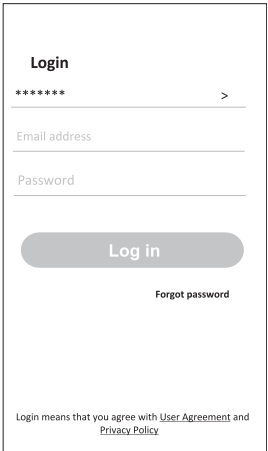 Login
******* >
Email address
Password
Log in
Forgot password
Login means that you agree with User Agreement and
Privacy Policy